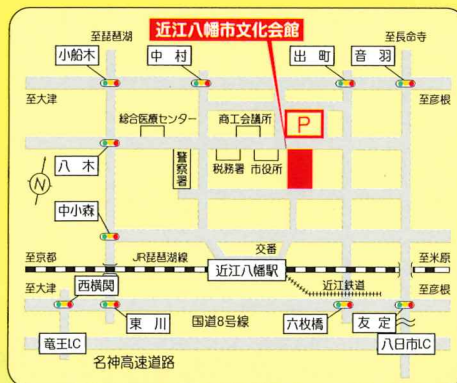 近江八幡市文化会館
至琵琶湖
至長命寺
小船木
中村
出町
音羽
至大津
至彦根
総合医療センター
商工会議所
P
八木
警察署
税務署
市役所
N
中小森
交番
至京都
JR琵琶湖線
近江八幡駅
至米原
至大津
西横関
近江鉄道
至彦根
東川
国道8号線
六枚橋
友定
竜王I.C
八日市I.C
名神高速道路